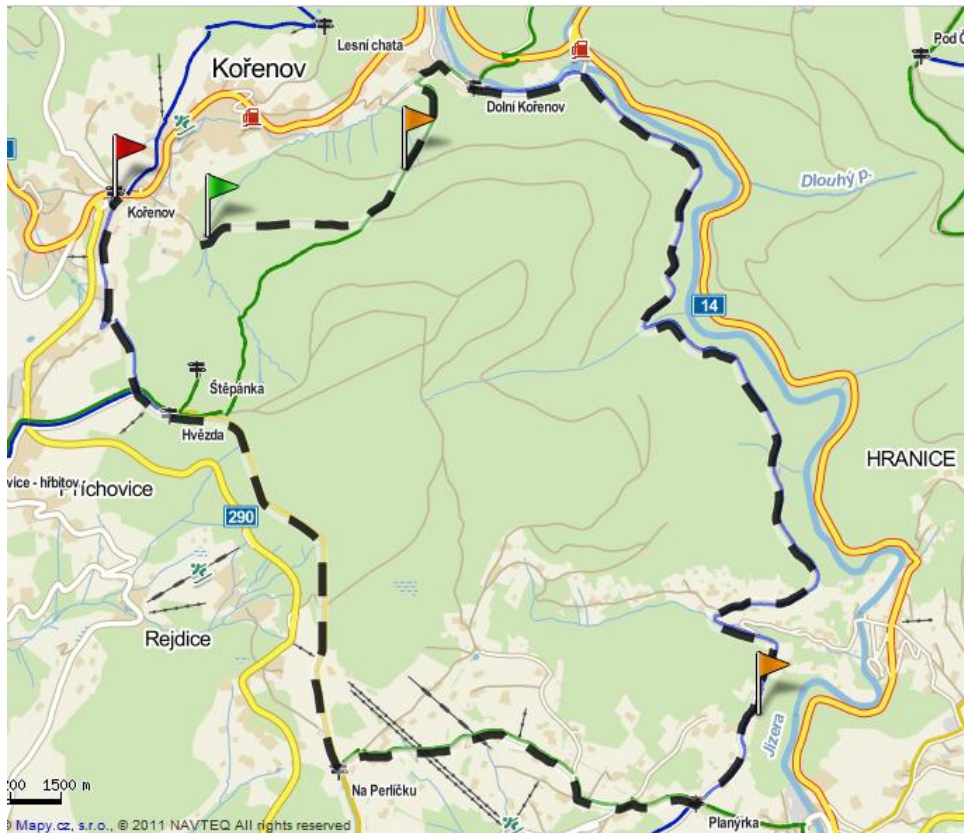 Lesní chata
Kořenov
Pod Č
Dolní Kořenov
Dlouhý p.
Kořenov
14
Štěpánka
Hvězda
HRANICE
vice - hřbitov
Příchovice
290
Rejdice
Jizera
Na Perlíčku
Planýrka
1500 m
Mapy.cz, s.r.o., © 2011 NAVTEQ All rights reserved